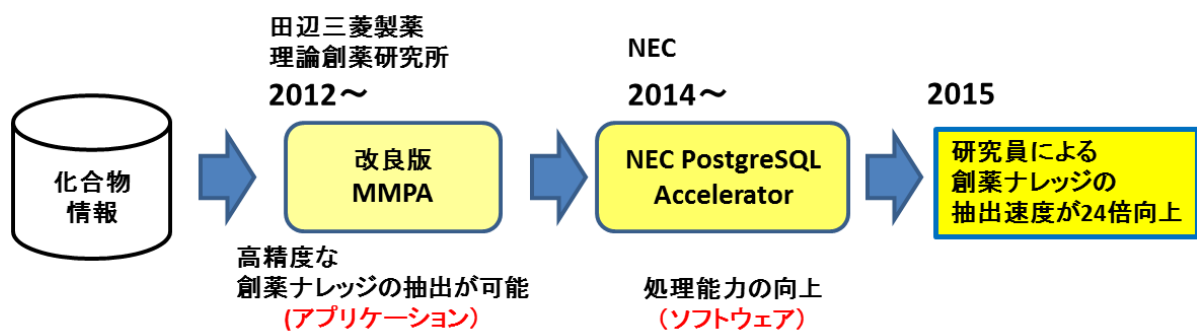 田辺三菱製薬
理論創薬研究所
2012～
NEC
2014～
2015
化合物
情報
改良版
MMPA
NEC PostgreSQL
Accelerator
研究員による
創薬ナレッジの
抽出速度が24倍向上
高精度な
創薬ナレッジの抽出が可能
(アプリケーション）
処理能力の向上
（ソフトウェア）